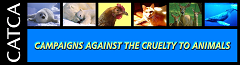 CATCA
CAMPAIGNS AGAINST THE CRUELTY TO ANIMALS